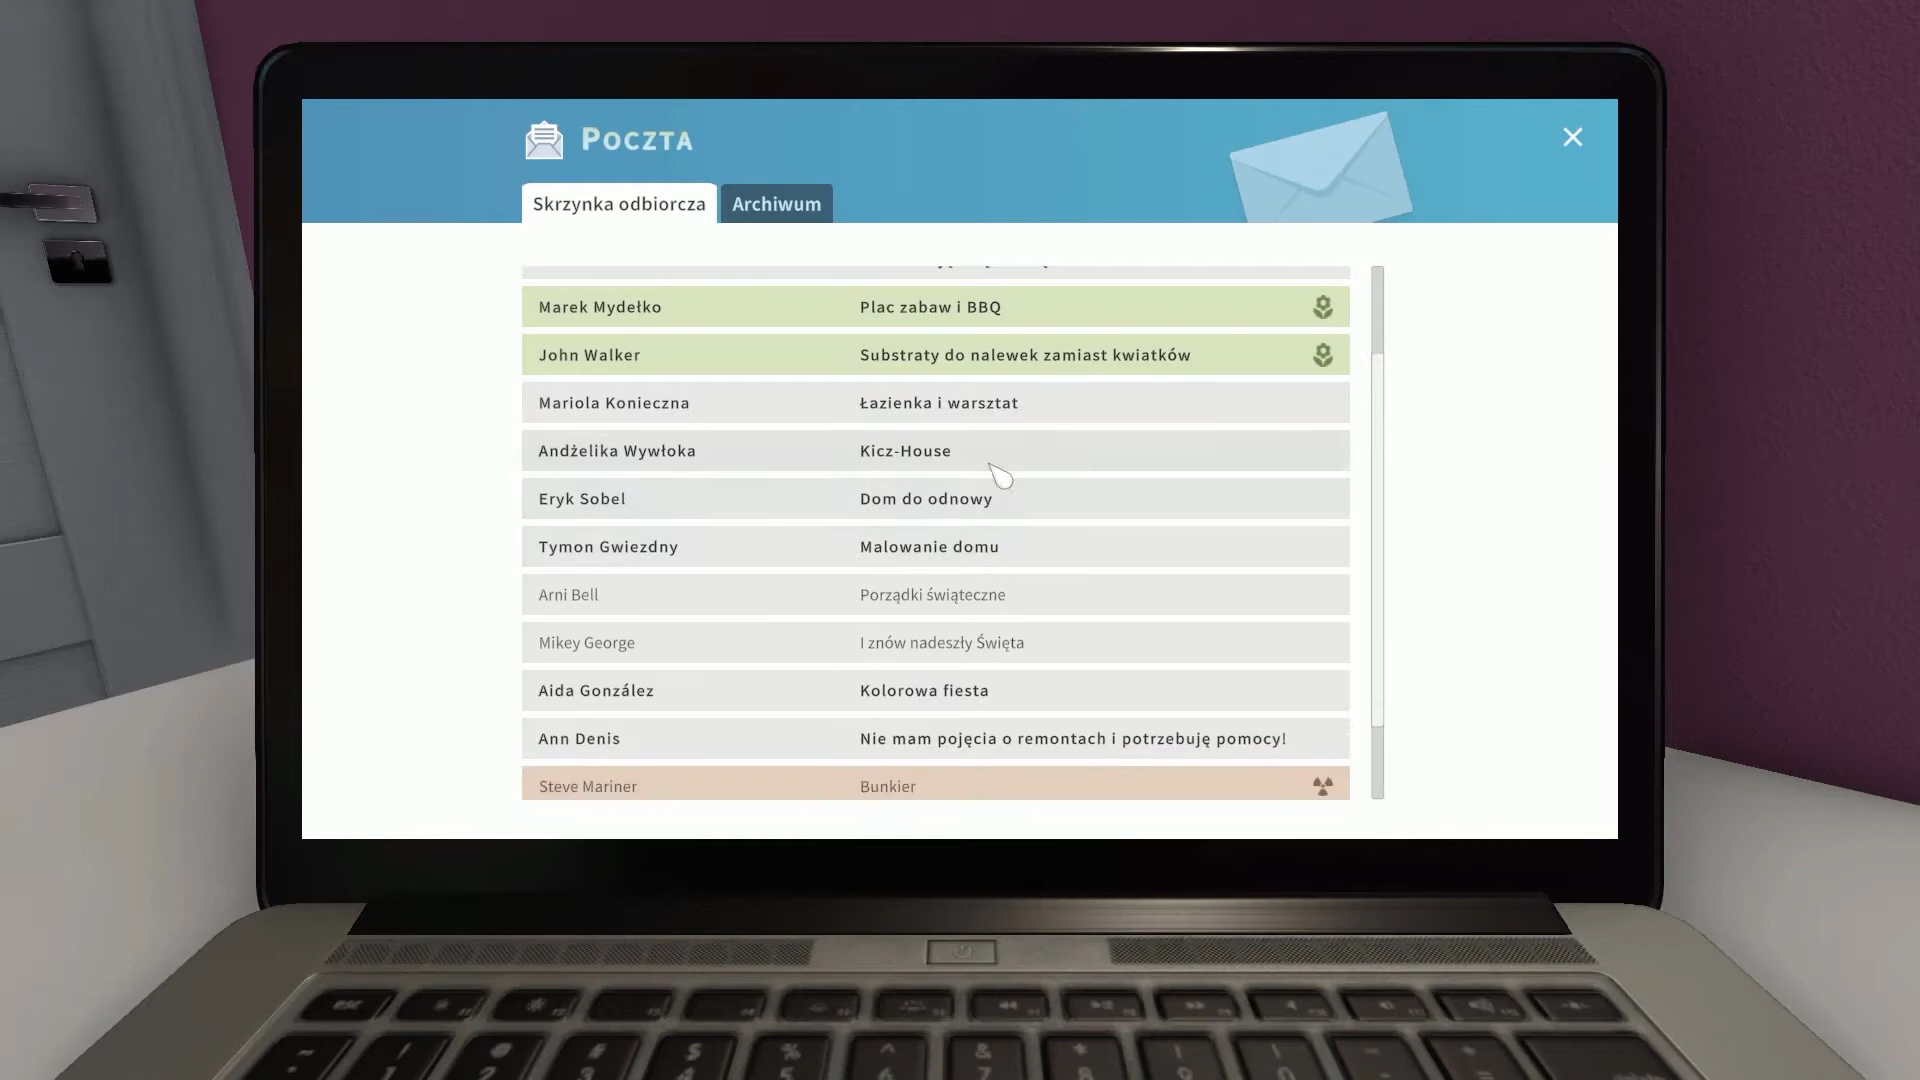 Poczta
Skrzynka odbiorcza
Archiwum
Marek Mydełko Plac zabaw i BBQ
John Walker Substraty do nalewek zamiast kwiatków
Mariola Konieczna Łazienka i warsztat
Andżelika Wywłoka Kicz-House
Eryk Sobel Dom do odnowy
Tymon Gwiezdny Malowanie domu
Arni Bell Porządki świąteczne
Mikey George I znów nadeszły Święta
Aida González Kolorowa fiesta
Ann Denis Nie mam pojęcia o remontach i potrzebuję pomocy!
Steve Mariner Bunkier
esc